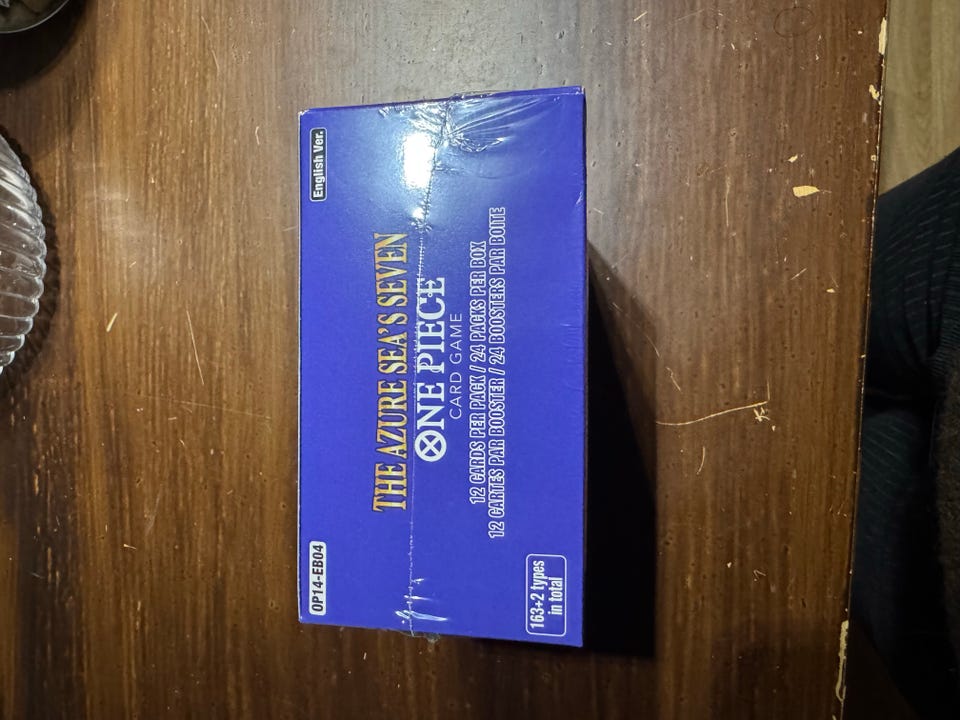 OP14-EB04
English Ver.
THE AZURE SEA'S SEVEN
ONE PIECE
CARD GAME
12 CARDS PER PACK / 24 PACKS PER BOX
12 CARTES PAR BOOSTER / 24 BOOSTERS PAR BOITE
163+2 types
in total